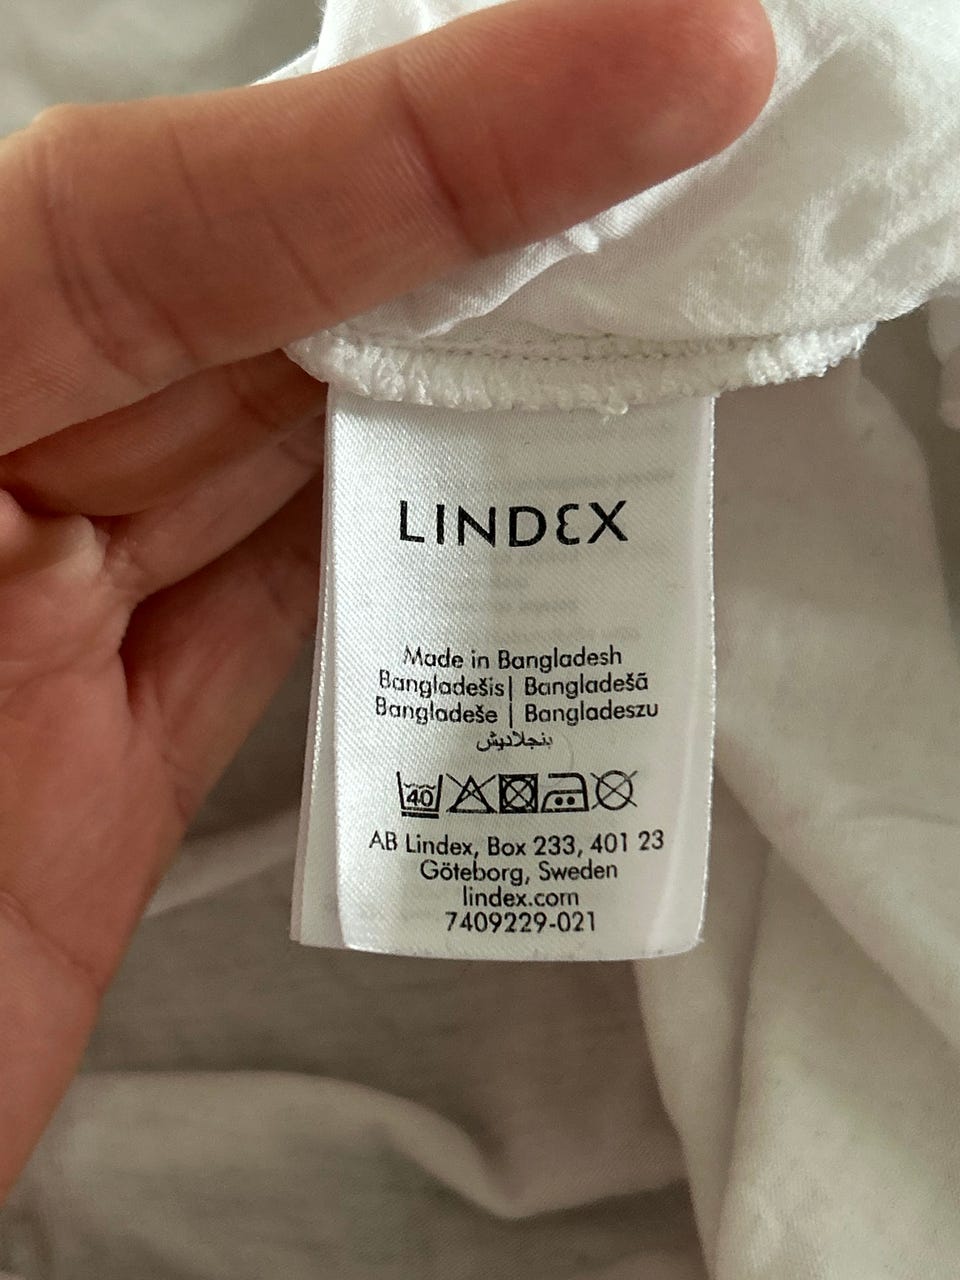 LINDEX
Made in Bangladesh
Bangladešis| Bangladešā
Bangladeše | Bangladeszu
بنجلاديش
40
AB Lindex, Box 233, 401 23
Göteborg, Sweden
lindex.com
7409229-021